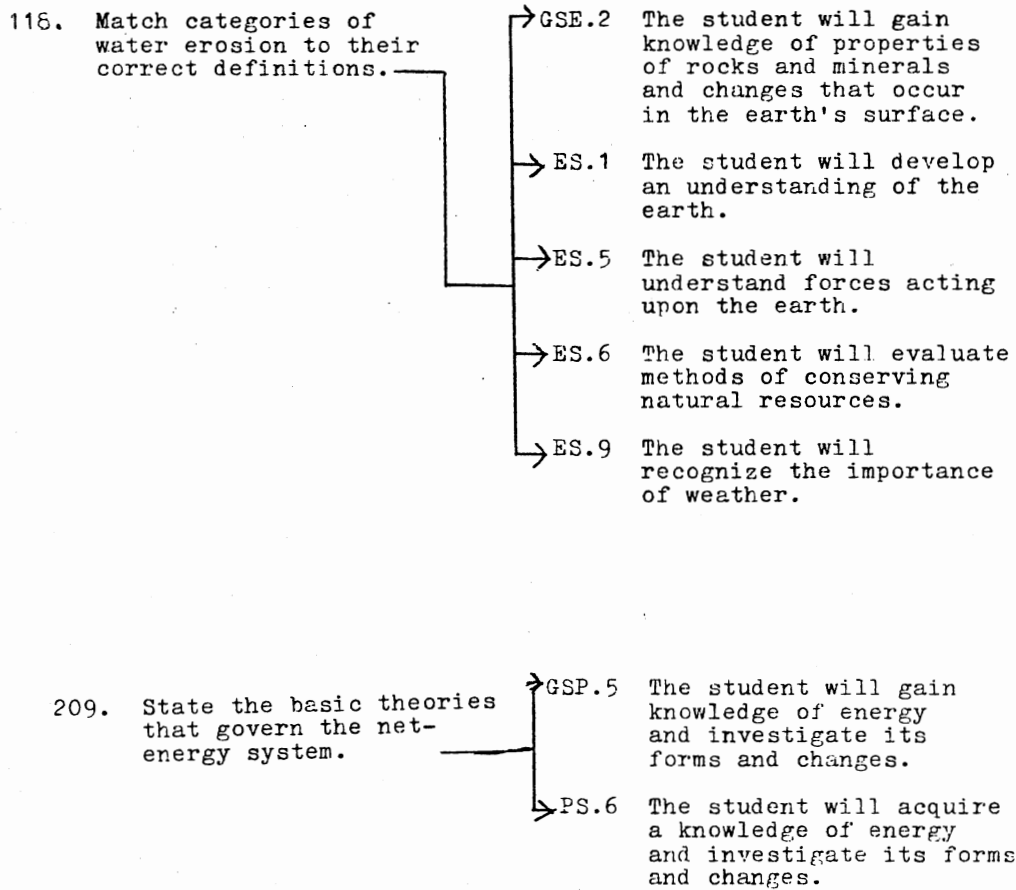 118. Match categories of
water erosion to their
correct definitions.
GSE.2 The student will gain
knowledge of properties
of rocks and minerals
and changes that occur
in the earth's surface.
ES.1 The student will develop
an understanding of the
earth.
ES.5 The student will
understand forces acting
upon the earth.
ES.6 The student will evaluate
methods of conserving
natural resources.
ES.9 The student will
recognize the importance
of weather.
209. State the basic theories
that govern the net-
energy system.
GSP.5 The student will gain
knowledge of energy
and investigate its
forms and changes.
PS.6 The student will acquire
a knowledge of energy
and investigate its forms
and changes.